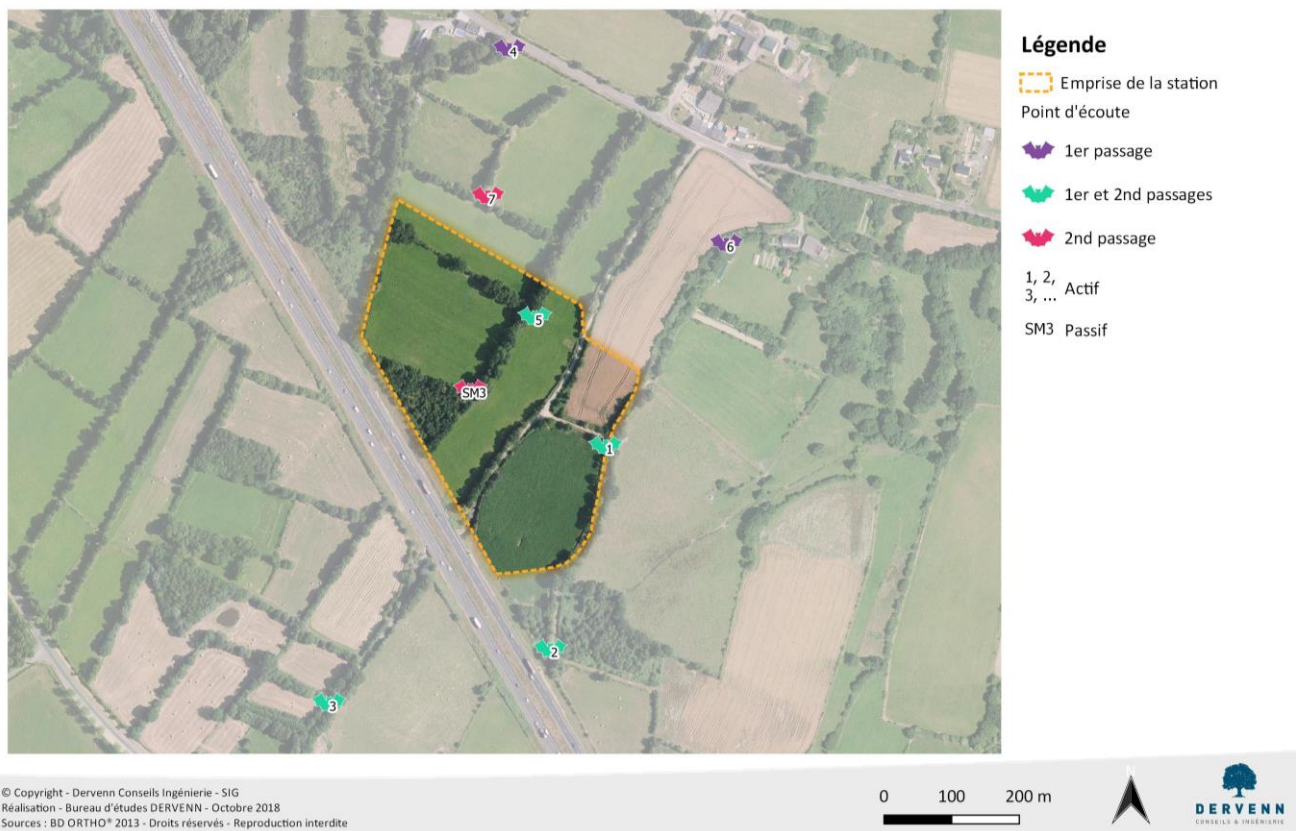 4
7
6
5
SM3
1
2
3
Légende
Emprise de la station
Point d'écoute
1er passage
1er et 2nd passages
2nd passage
1, 2,
3, ... Actif
SM3 Passif
© Copyright - Dervenn Conseils Ingénierie - SIG
Réalisation - Bureau d'études DERVENN - Octobre 2018
Sources : BD ORTHO® 2013 - Droits réservés - Reproduction interdite
0 100 200 m
N
DERVENN
CONSEILS & INGÉNIERIE